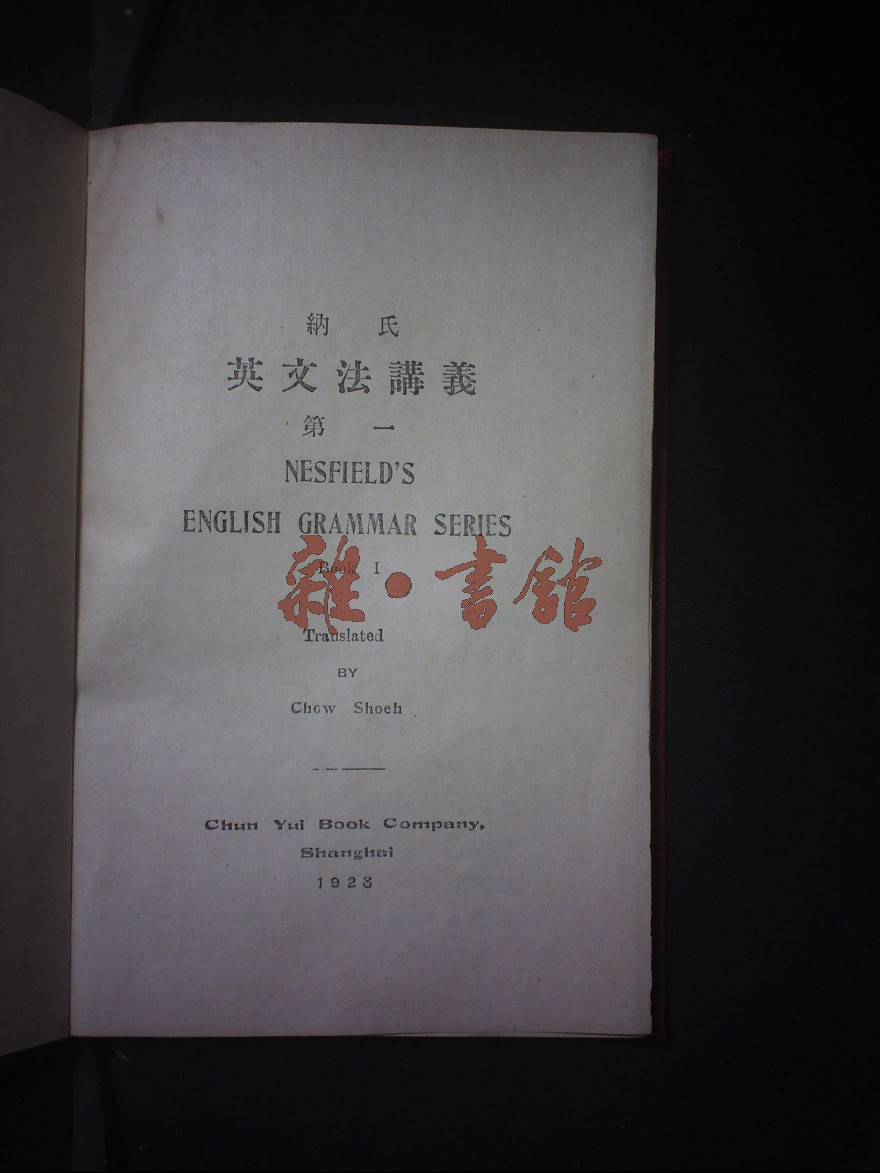 納 氏
英文法講義
第 一
NESFIELD'S
ENGLISH GRAMMAR SERIES
Book I
雜·書館
Translated
BY
Chow Shoeh
Chun Yui Book Company,
Shanghai
1923